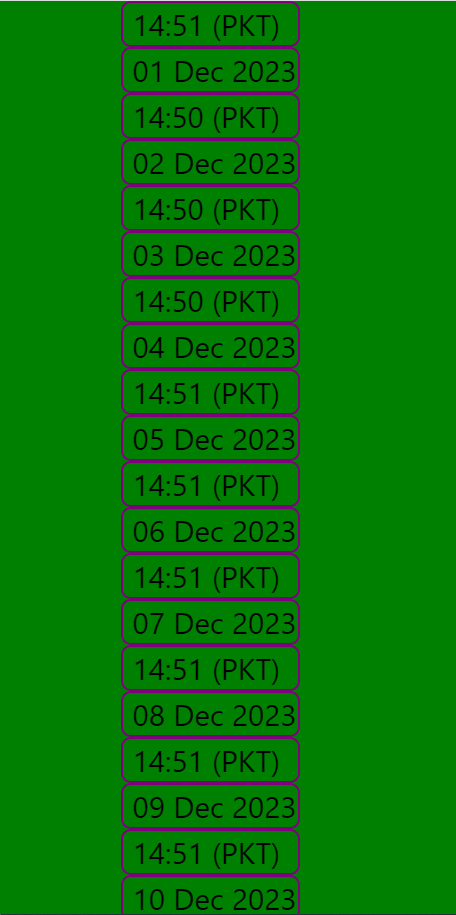 14:51 (PKT)
01 Dec 2023
14:50 (PKT)
02 Dec 2023
14:50 (PKT)
03 Dec 2023
14:50 (PKT)
04 Dec 2023
14:51 (PKT)
05 Dec 2023
14:51 (PKT)
06 Dec 2023
14:51 (PKT)
07 Dec 2023
14:51 (PKT)
08 Dec 2023
14:51 (PKT)
09 Dec 2023
14:51 (PKT)
10 Dec 2023